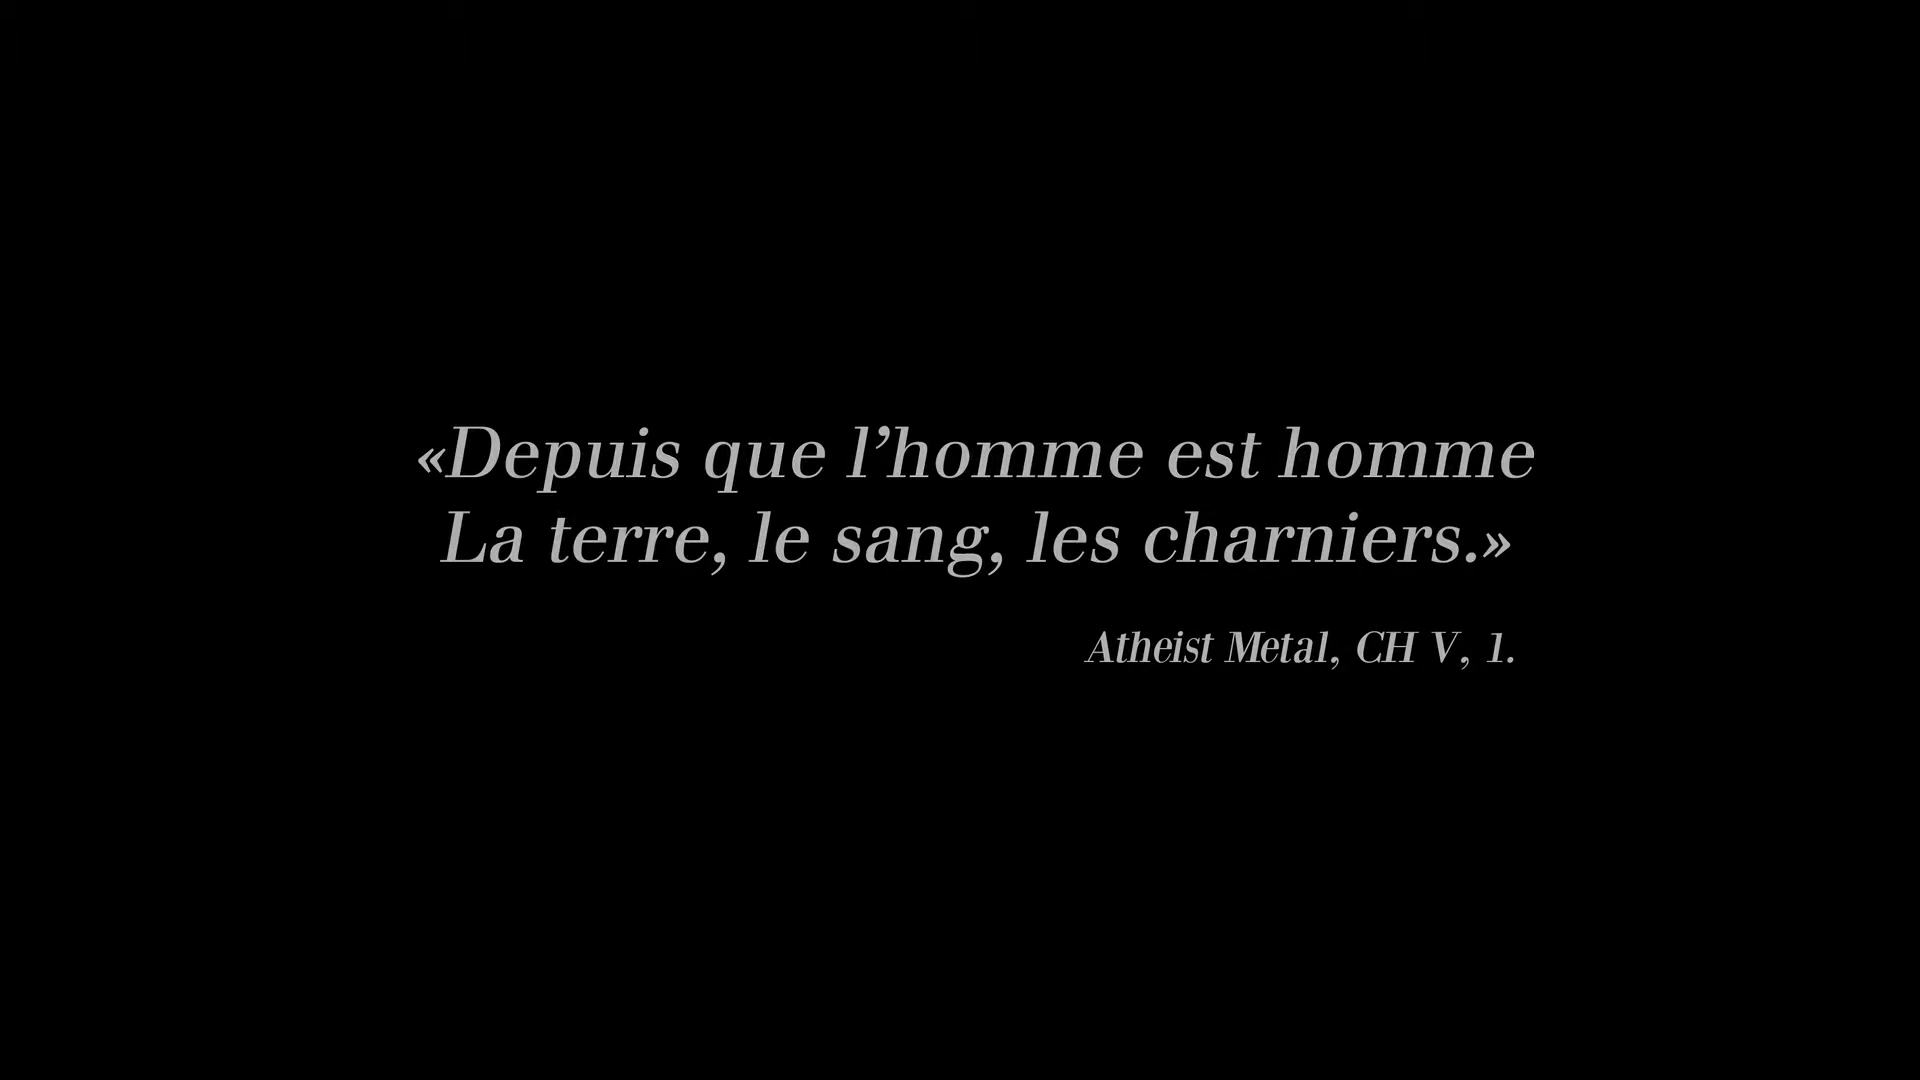 «Depuis que l’homme est homme
La terre, le sang, les charniers.»
Atheist Metal, CH V, 1.